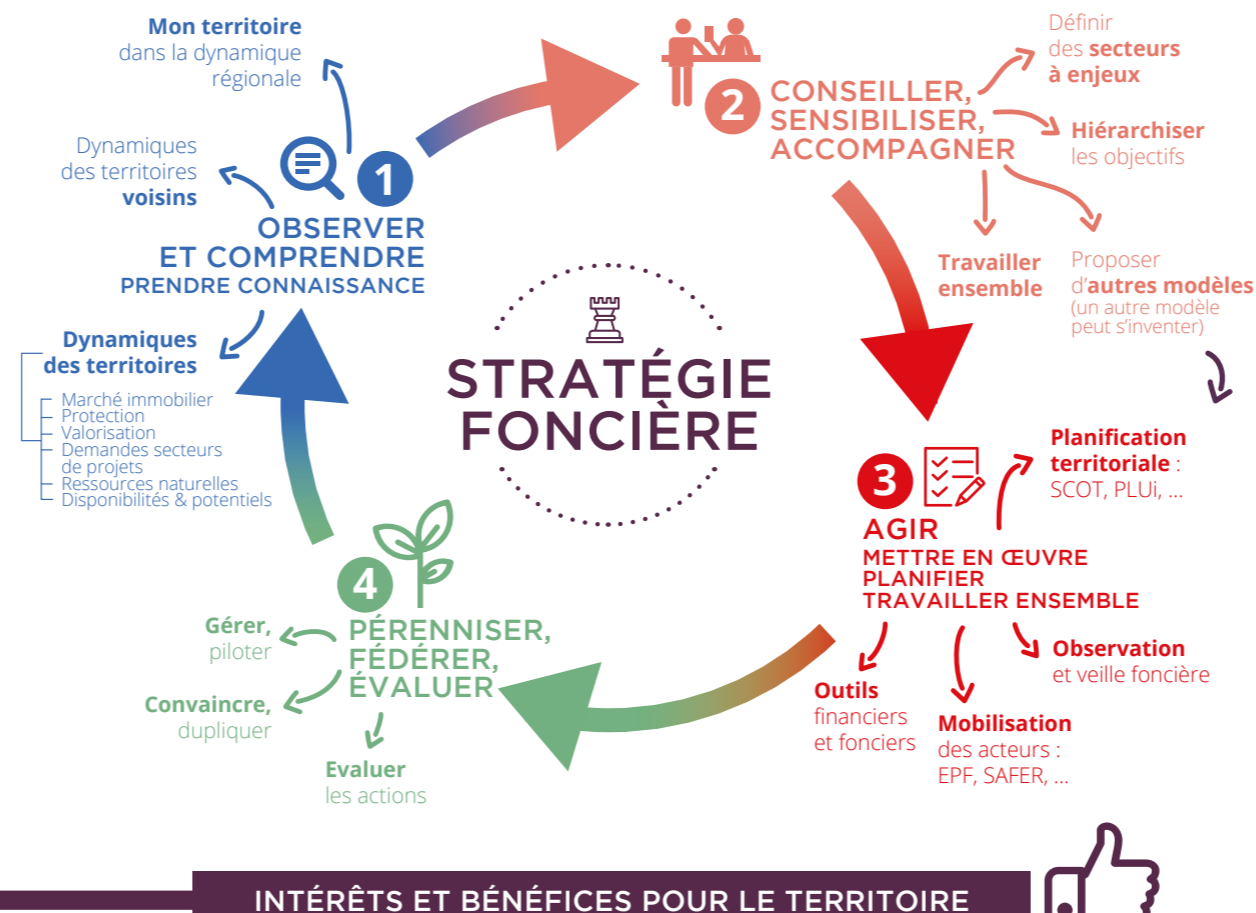 Mon territoire
dans la dynamique
régionale
Dynamiques
des territoires
voisins
1
OBSERVER
ET COMPRENDRE
PRENDRE CONNAISSANCE
Dynamiques
des territoires
Marché immobilier
Protection
Valorisation
Demandes secteurs
de projets
Ressources naturelles
Disponibilités & potentiels
2
CONSEILLER,
SENSIBILISER,
ACCOMPAGNER
Définir
des secteurs
à enjeux
Hiérarchiser
les objectifs
Travailler
ensemble
Proposer
d’autres modèles
(un autre modèle
peut s’inventer)
STRATÉGIE
FONCIÈRE
3
AGIR
METTRE EN ŒUVRE
PLANIFIER
TRAVAILLER ENSEMBLE
Planification
territoriale :
SCOT, PLUi, ...
Observation
et veille foncière
Mobilisation
des acteurs :
EPF, SAFER, ...
Outils
financiers
et fonciers
4
PÉRENNISER,
FÉDÉRER,
ÉVALUER
Gérer,
piloter
Convaincre,
dupliquer
Evaluer
les actions
INTÉRÊTS ET BÉNÉFICES POUR LE TERRITOIRE